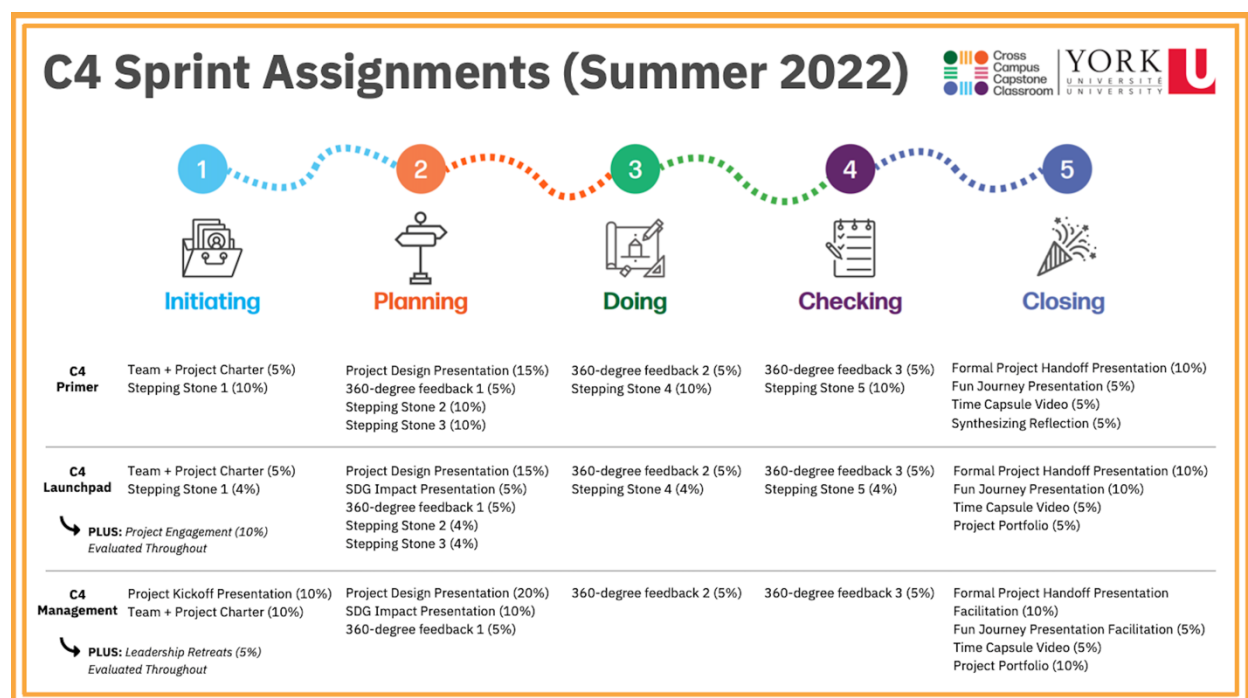 C4 Sprint Assignments (Summer 2022)
Cross
Campus
Capstone
Classroom
YORK
UNIVERSITÉ
UNIVERSITY
U
1
2
3
4
5
Initiating
Planning
Doing
Checking
Closing
C4
Primer
Team + Project Charter (5%)
Stepping Stone 1 (10%)
Project Design Presentation (15%)
360-degree feedback 1 (5%)
Stepping Stone 2 (10%)
Stepping Stone 3 (10%)
360-degree feedback 2 (5%)
Stepping Stone 4 (10%)
360-degree feedback 3 (5%)
Stepping Stone 5 (10%)
Formal Project Handoff Presentation (10%)
Fun Journey Presentation (5%)
Time Capsule Video (5%)
Synthesizing Reflection (5%)
C4
Launchpad
PLUS: Project Engagement (10%)
Evaluated Throughout
Team + Project Charter (5%)
Stepping Stone 1 (4%)
Project Design Presentation (15%)
SDG Impact Presentation (5%)
360-degree feedback 1 (5%)
Stepping Stone 2 (4%)
Stepping Stone 3 (4%)
360-degree feedback 2 (5%)
Stepping Stone 4 (4%)
360-degree feedback 3 (5%)
Stepping Stone 5 (4%)
Formal Project Handoff Presentation (10%)
Fun Journey Presentation (10%)
Time Capsule Video (5%)
Project Portfolio (5%)
C4
Management
PLUS: Leadership Retreats (5%)
Evaluated Throughout
Project Kickoff Presentation (10%)
Team + Project Charter (10%)
Project Design Presentation (20%)
SDG Impact Presentation (10%)
360-degree feedback 1 (5%)
360-degree feedback 2 (5%)
360-degree feedback 3 (5%)
Formal Project Handoff Presentation
Facilitation (10%)
Fun Journey Presentation Facilitation (5%)
Time Capsule Video (5%)
Project Portfolio (10%)